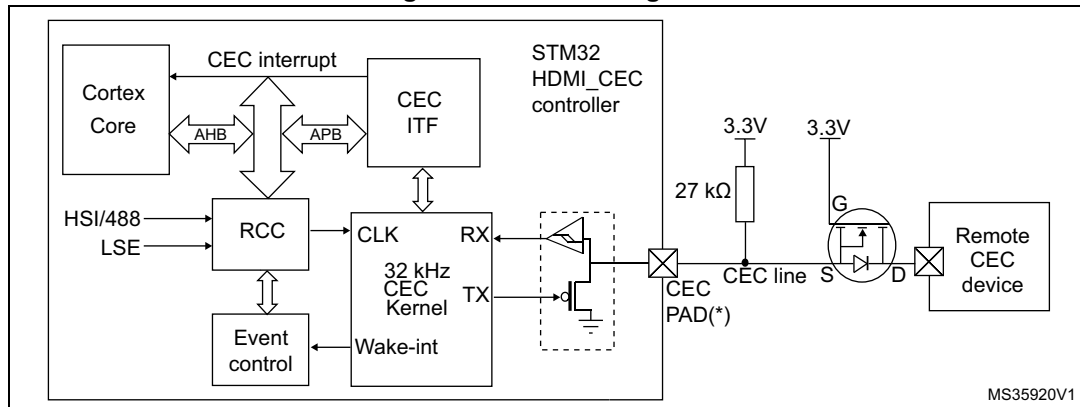 CEC interrupt
STM32
HDMI_CEC
controller
Cortex
Core
CEC
ITF
AHB
APB
3.3V
3.3V
27 kΩ
HSI/488
LSE
RCC
CLK
RX
G
Remote
CEC
device
32 kHz
CEC
Kernel
TX
CEC line
S
D
CEC
PAD(*)
Event
control
Wake-int
MS35920V1